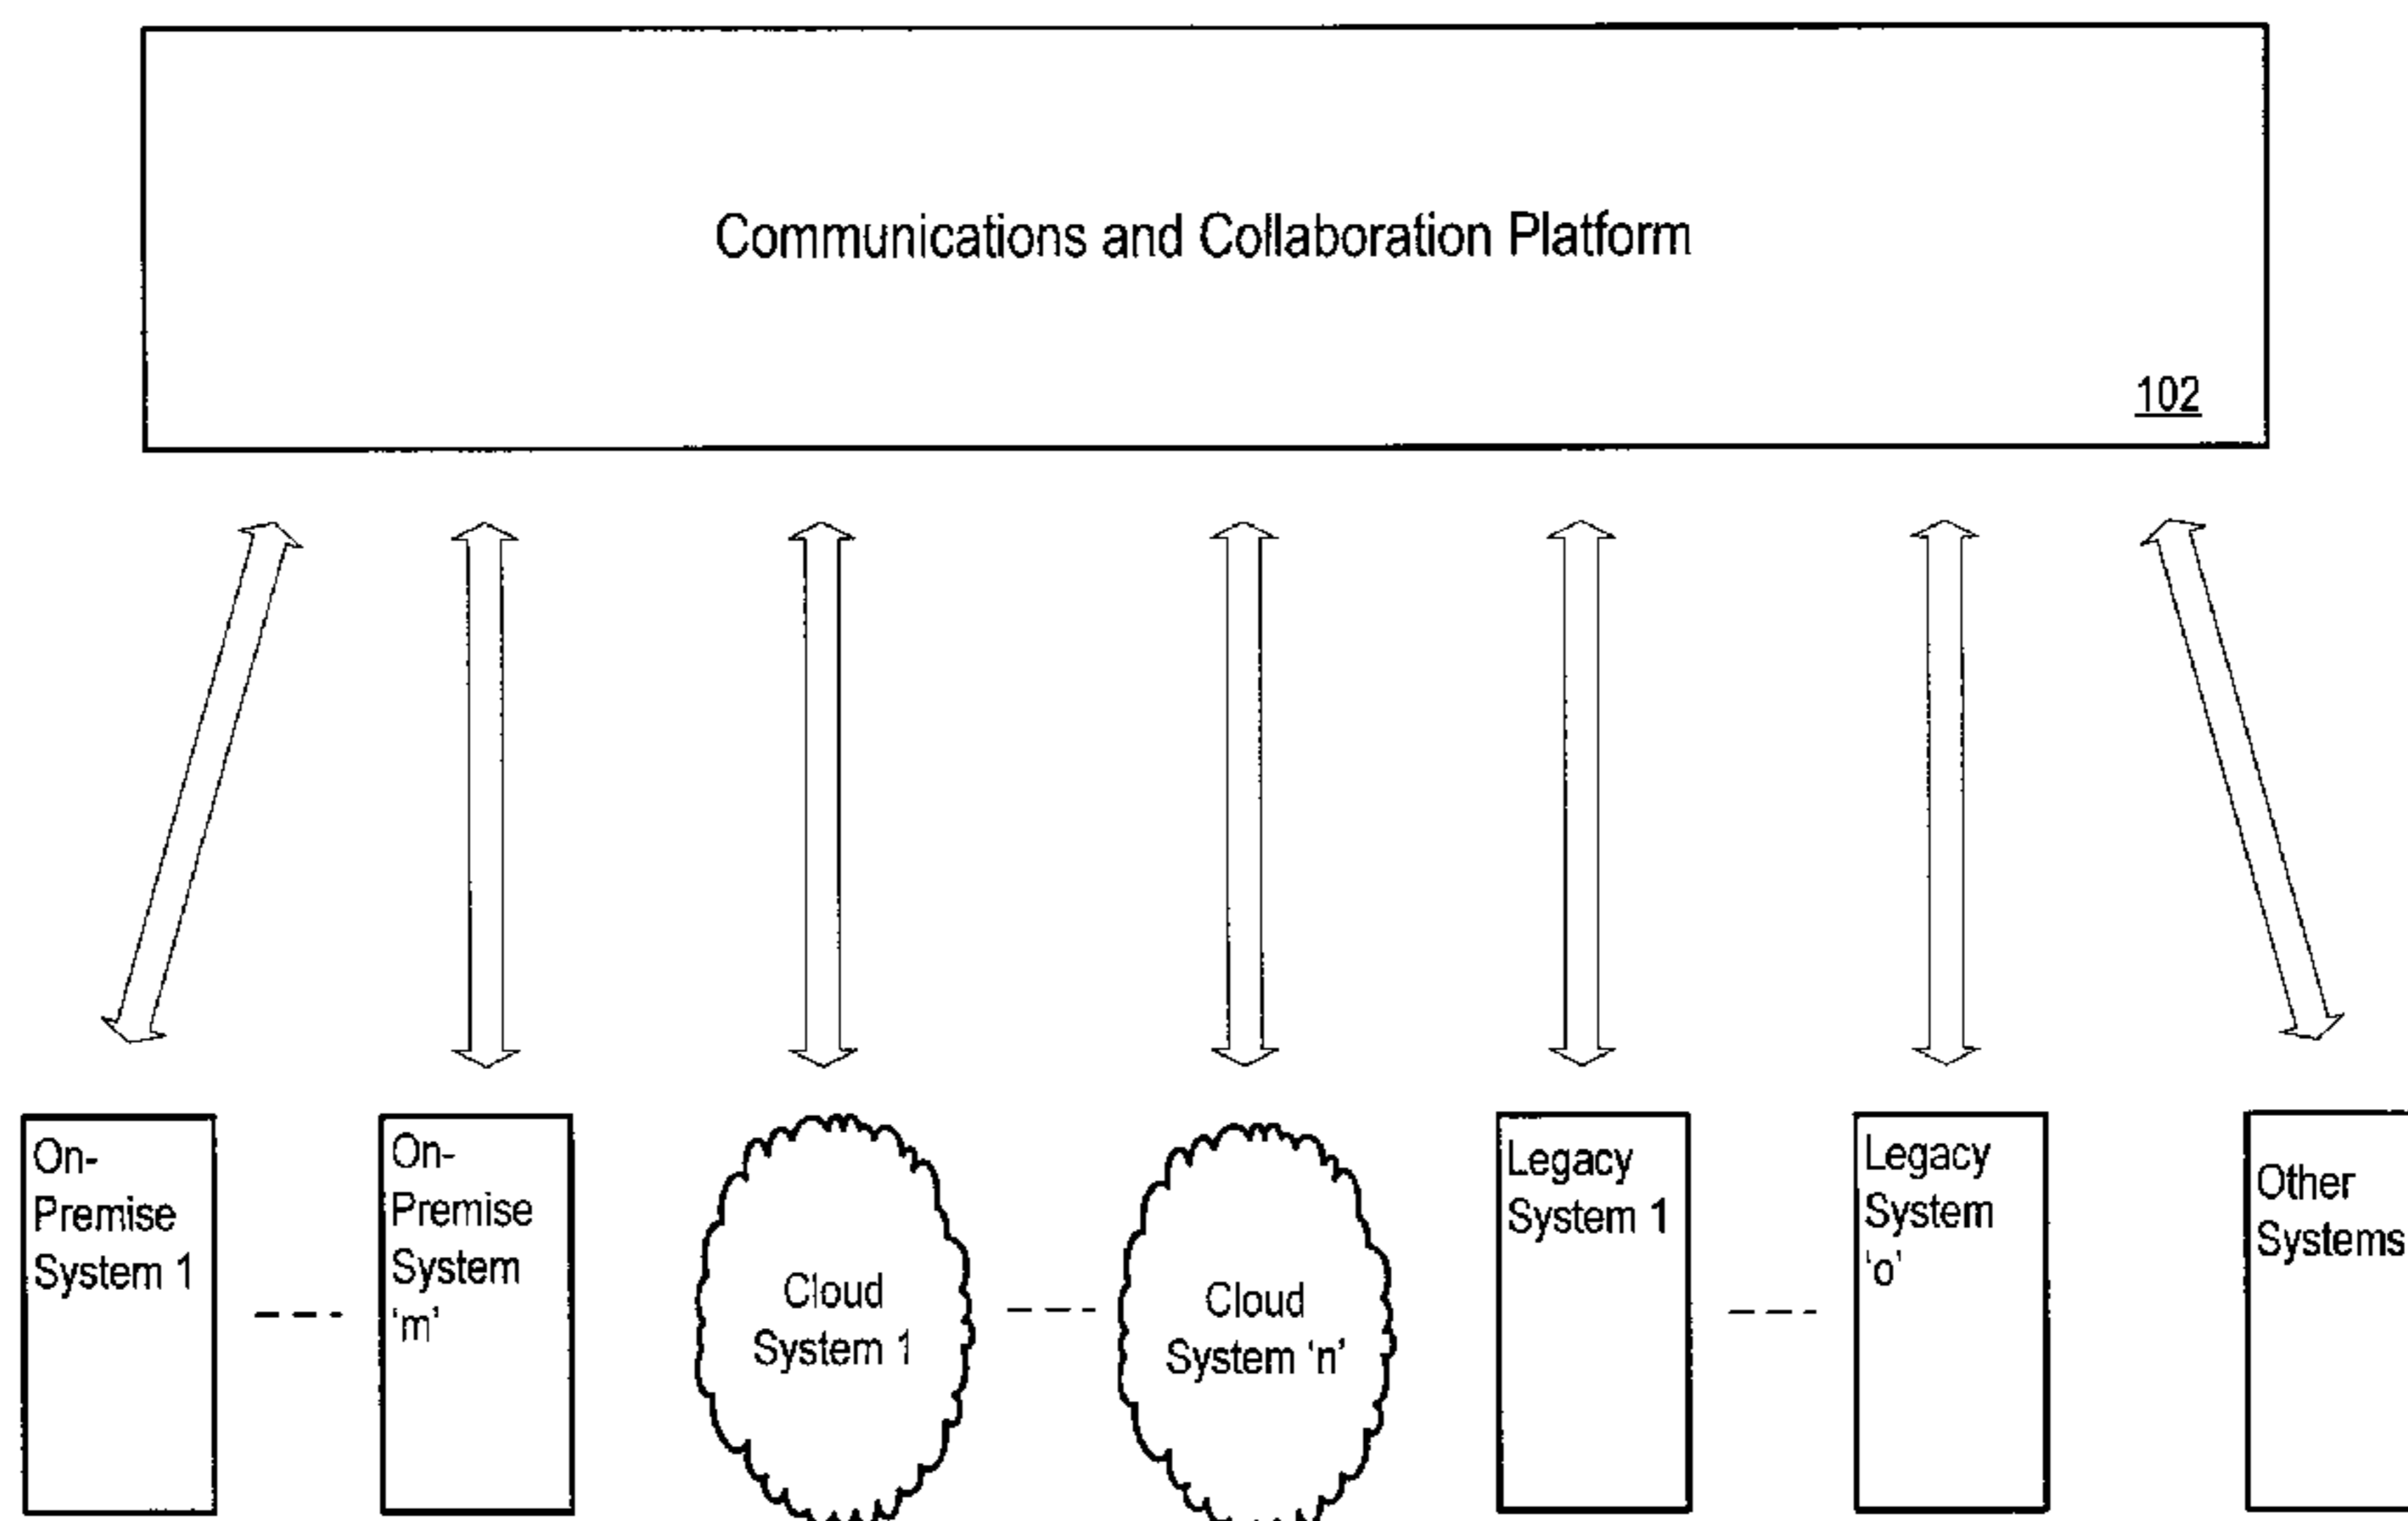 Communications and Collaboration Platform
102
On-
Premise
System 1
On-
Premise
System
‘m’
Cloud
System 1
Cloud
System ‘n’
Legacy
System 1
Legacy
System
‘o’
Other
Systems